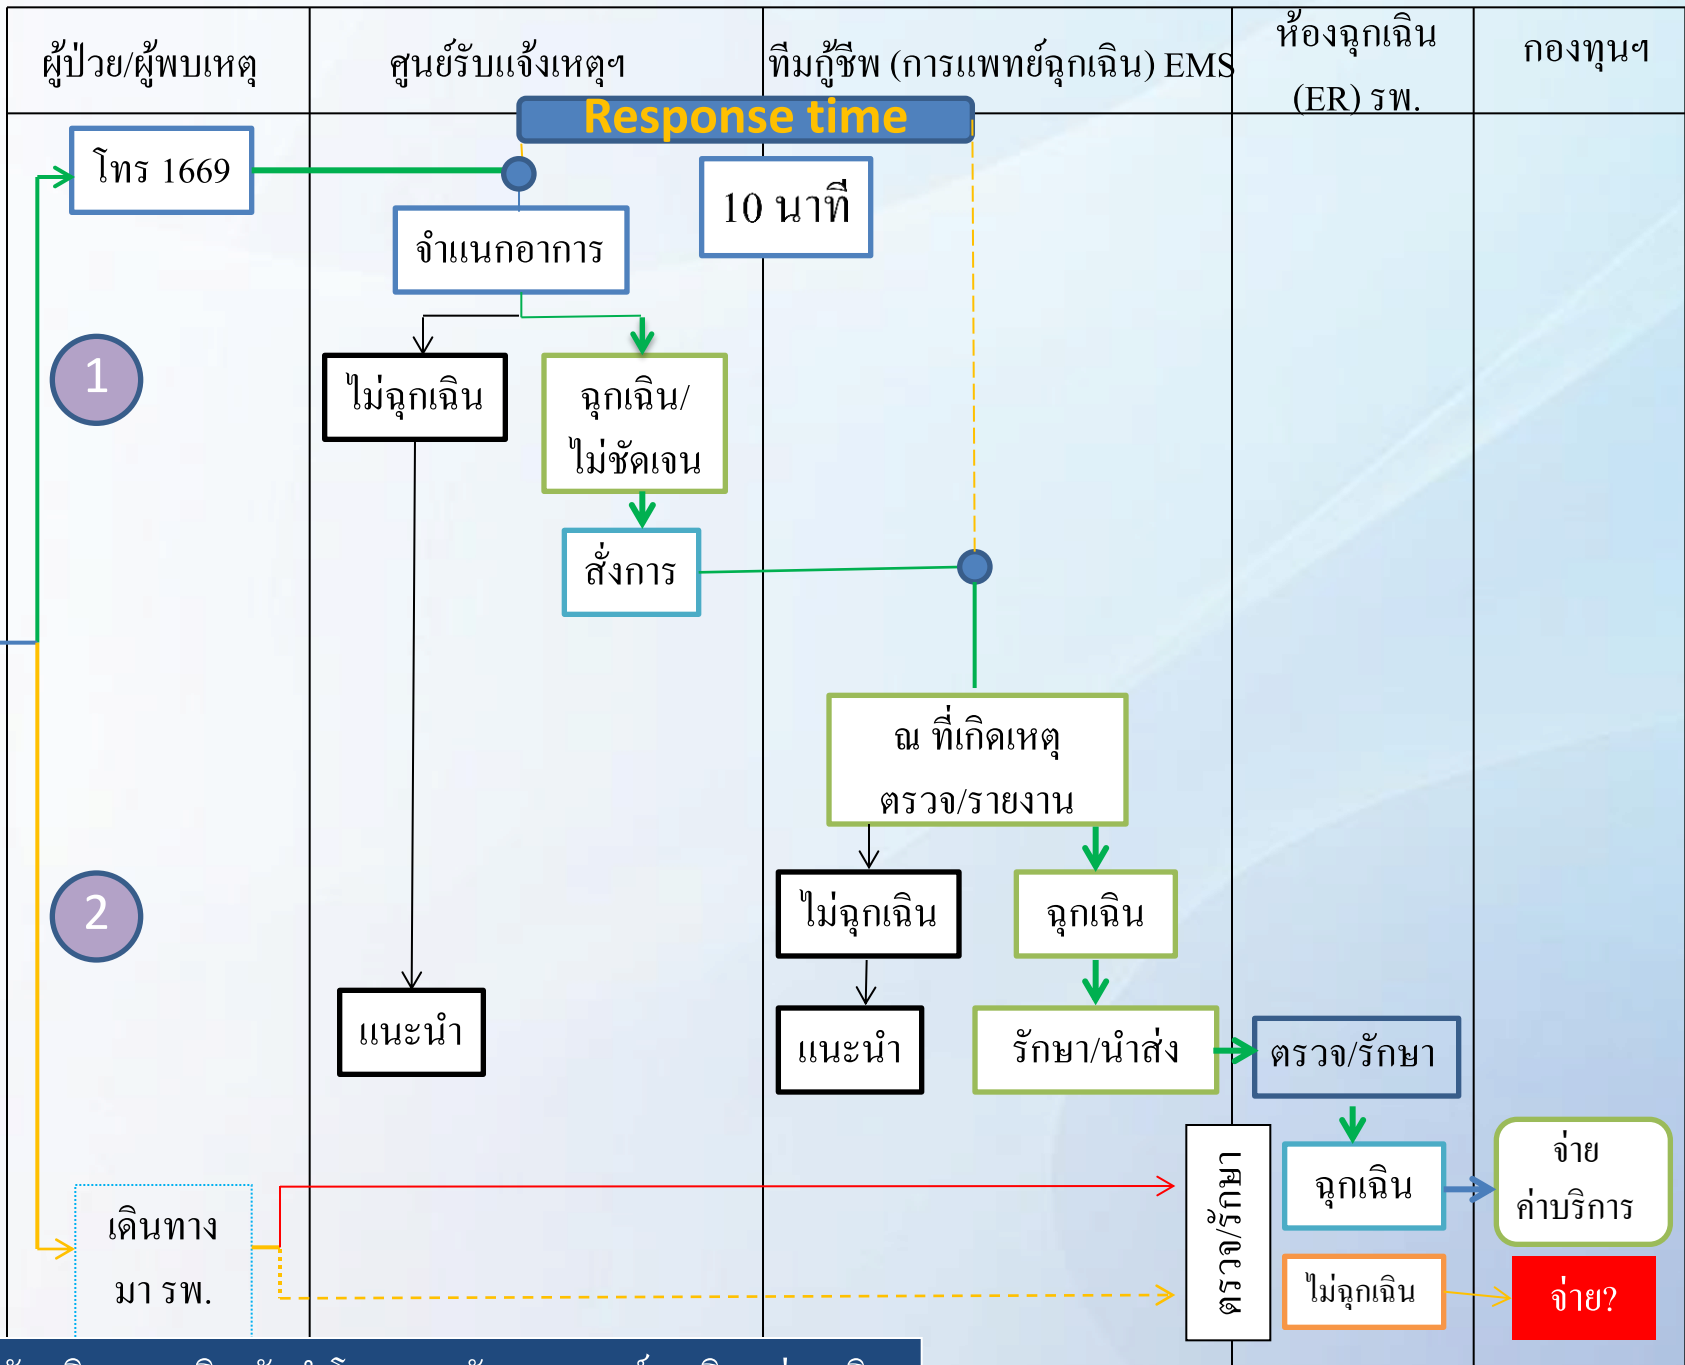 ผู้ป่วย/ผู้พบเหตุ
ศูนย์รับแจ้งเหตุฯ
ทีมกู้ชีพ (การแพทย์ฉุกเฉิน) EMS
ห้องฉุกเฉิน
(ER) รพ.
กองทุนฯ
Response time
โทร 1669
10 นาที
จำแนกอาการ
1
ไม่ฉุกเฉิน
ฉุกเฉิน/
ไม่ชัดเจน
สั่งการ
ณ ที่เกิดเหตุ
ตรวจ/รายงาน
2
ไม่ฉุกเฉิน
ฉุกเฉิน
แนะนำ
แนะนำ
รักษา/นำส่ง
ตรวจ/รักษา
ตรวจ/รักษา
ฉุกเฉิน
จ่าย
ค่าบริการ
เดินทาง
มา รพ.
ไม่ฉุกเฉิน
จ่าย?